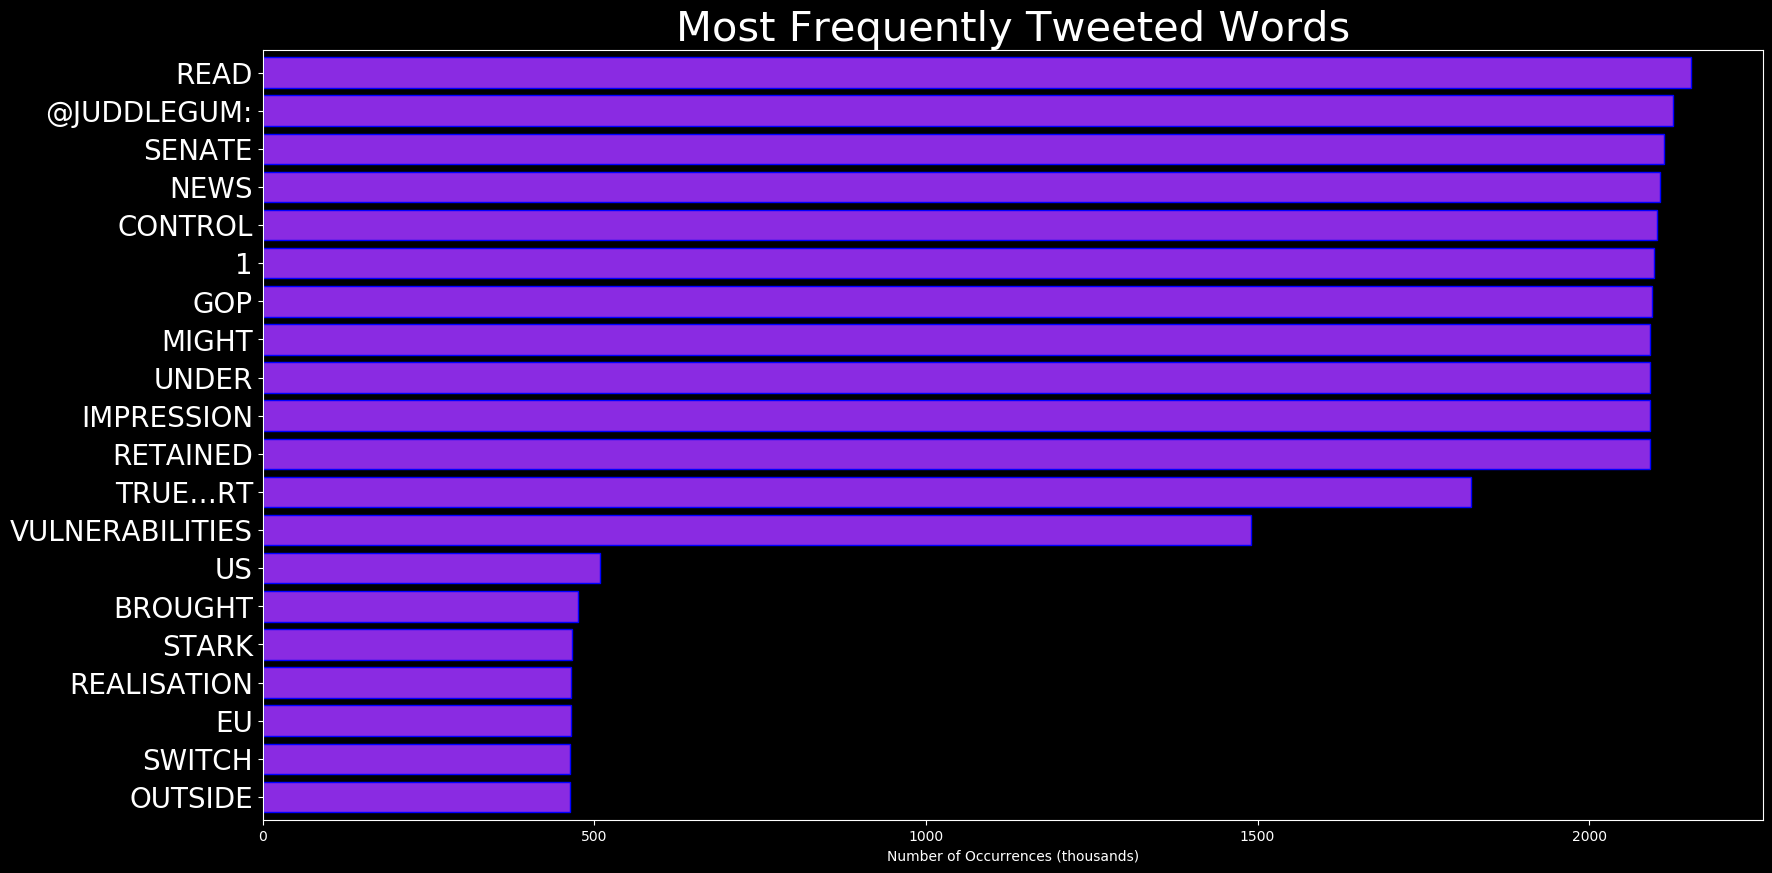 Most Frequently Tweeted Words
READ
@JUDDLEGUM:
SENATE
NEWS
CONTROL
1
GOP
MIGHT
UNDER
IMPRESSION
RETAINED
TRUE…RT
VULNERABILITIES
US
BROUGHT
STARK
REALISATION
EU
SWITCH
OUTSIDE
0 500 1000 1500 2000
Number of Occurrences (thousands)